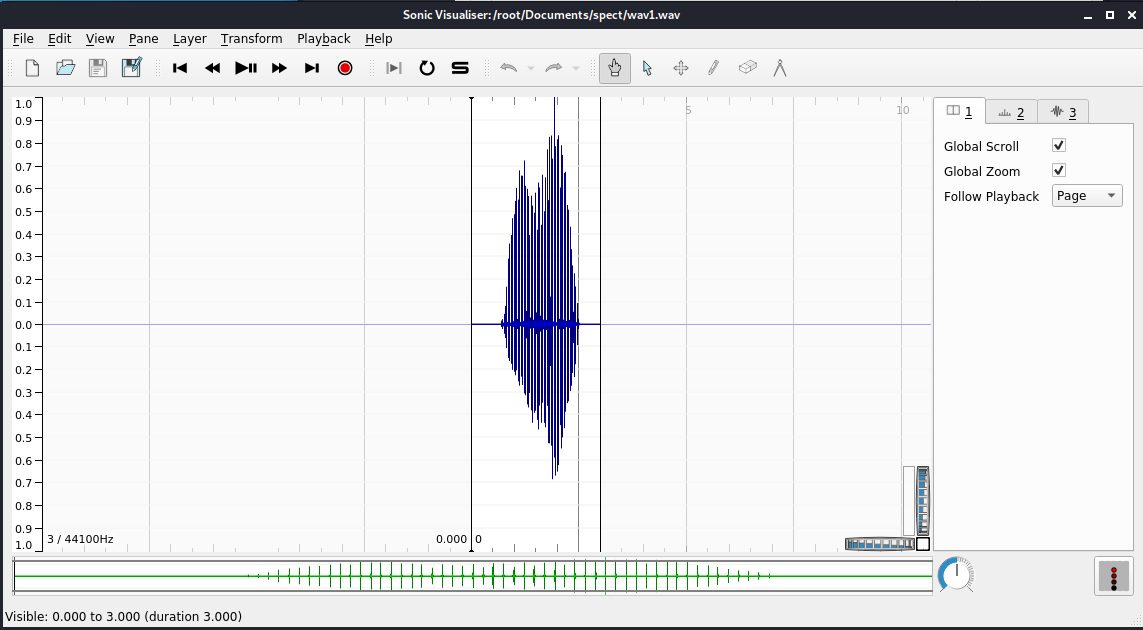 Sonic Visualiser: /root/Documents/spect/wav1.wav
File Edit View Pane Layer Transform Playback Help
1.0
0.9
0.8
0.7
0.6
0.5
0.4
0.3
0.2
0.1
0.0
0.1
0.2
0.3
0.4
0.5
0.6
0.7
0.8
0.9
1.0
5 10
3 / 44100Hz
0.000 0
1 2 3
Global Scroll
Global Zoom
Follow Playback Page
Visible: 0.000 to 3.000 (duration 3.000)